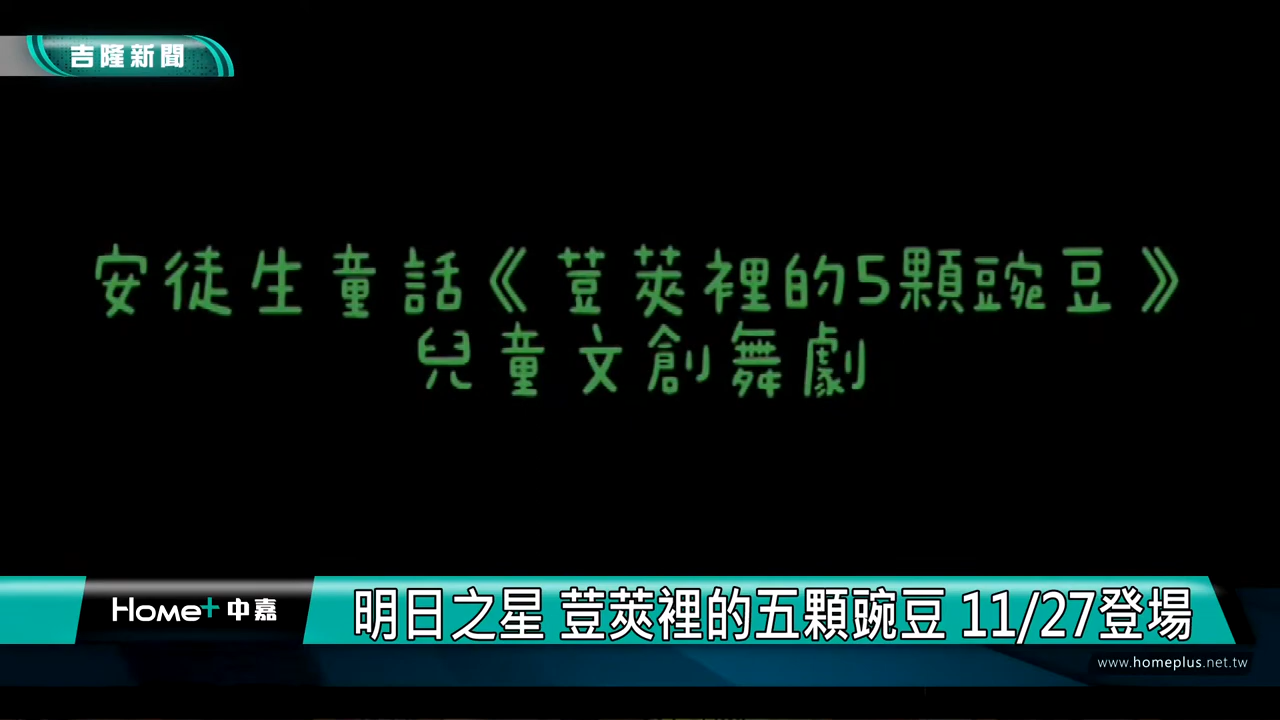 吉隆新聞
安徒生童話《荳莢裡的5顆豌豆》
兒童文創舞劇
Home+中嘉
明日之星 荳莢裡的五顆豌豆 11/27登場
www.homeplus.net.tw